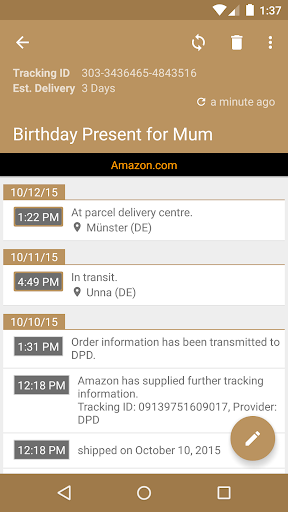 1:37
Tracking ID 303-3436465-4843516
Est. Delivery 3 Days
a minute ago
Birthday Present for Mum
Amazon.com
10/12/15
1:22 PM At parcel delivery centre.
Münster (DE)
10/11/15
4:49 PM In transit.
Unna (DE)
10/10/15
1:31 PM Order information has been transmitted to
DPD.
12:18 PM Amazon has supplied further tracking
information.
Tracking ID: 09139751609017, Provider:
DPD
12:18 PM shipped on October 10, 2015